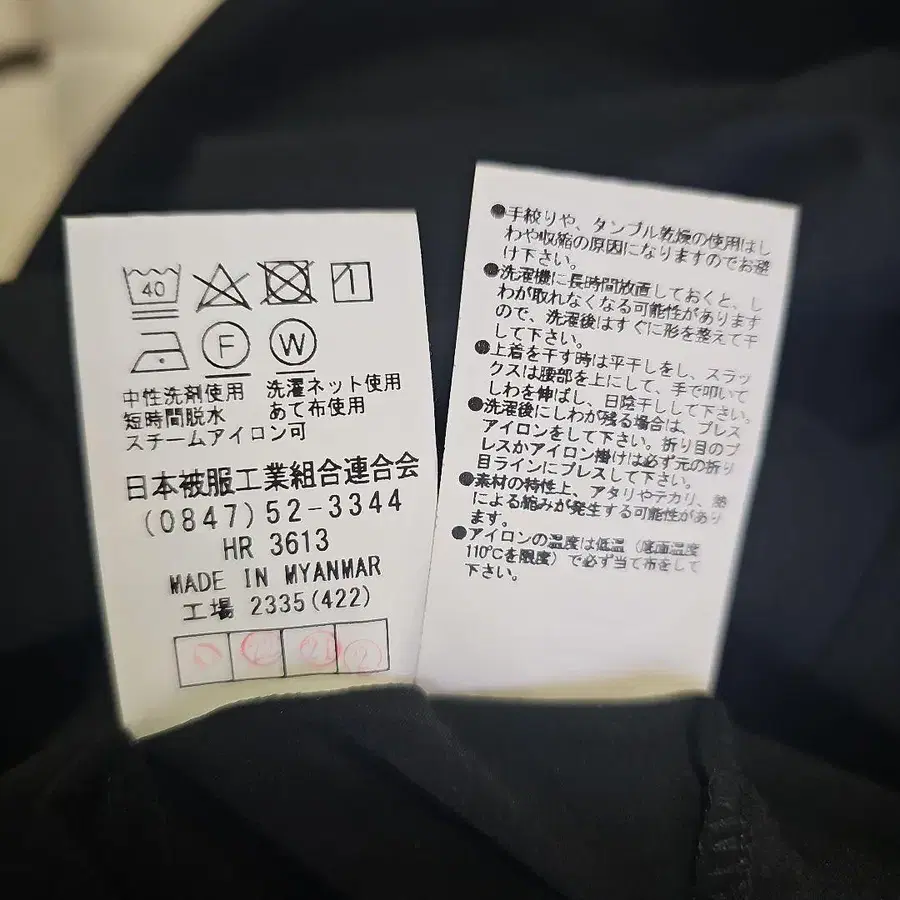 40
F W
中性洗剤使用 洗濯ネット使用
短時間脱水 あて布使用
スチームアイロン可
日本被服工業組合連合会
(0847)52-3344
HR 3613
MADE IN MYANMAR
工場 2335(422)
●手絞りや、タンブル乾燥の使用はし
わや収縮の原因になりますのでお避
け下さい。
●洗濯機に長時間放置しておくと、し
わが取れなくなる可能性があります
ので、洗濯後はすぐに形を整えて干
して下さい。
●上着を干す時は平干しをし、スラッ
クスは腰部を上にして、手で叩いて
しわを伸ばし、日陰干しして下さい。
●洗濯後にしわが残る場合は、プレス
アイロンをして下さい。折り目のプ
レスかアイロン掛けは必ず元の折り
目ラインにプレスして下さい。
●素材の特性上、アタリやテカリ、熱
による縮みが発生する可能性があり
ます。
●アイロンの温度は低温(底面温度
110℃を限度)で必ず当て布をして
下さい。